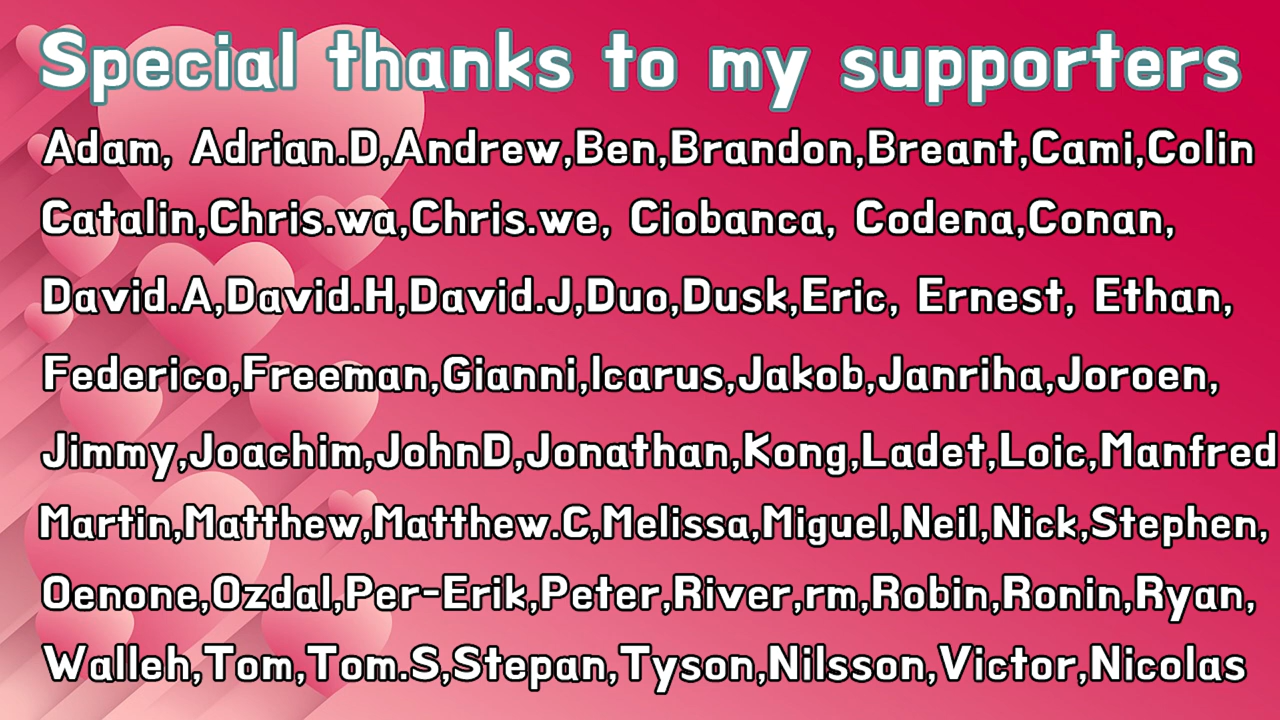 Special thanks to my supporters
Adam, Adrian.D,Andrew,Ben,Brandon,Breant,Cami,Colin
Catalin,Chris.wa,Chris.we, Ciobanca, Codena,Conan,
David.A,David.H,David.J,Duo,Dusk,Eric, Ernest, Ethan,
Federico,Freeman,Gianni,Icarus,Jakob,Janriha,Joroen,
Jimmy,Joachim,JohnD,Jonathan,Kong,Ladet,Loic,Manfred
Martin,Matthew,Matthew.C,Melissa,Miguel,Neil,Nick,Stephen,
Oenone,Ozdal,Per-Erik,Peter,River,rm,Robin,Ronin,Ryan,
Walleh,Tom,Tom.S,Stepan,Tyson,Nilsson,Victor,Nicolas